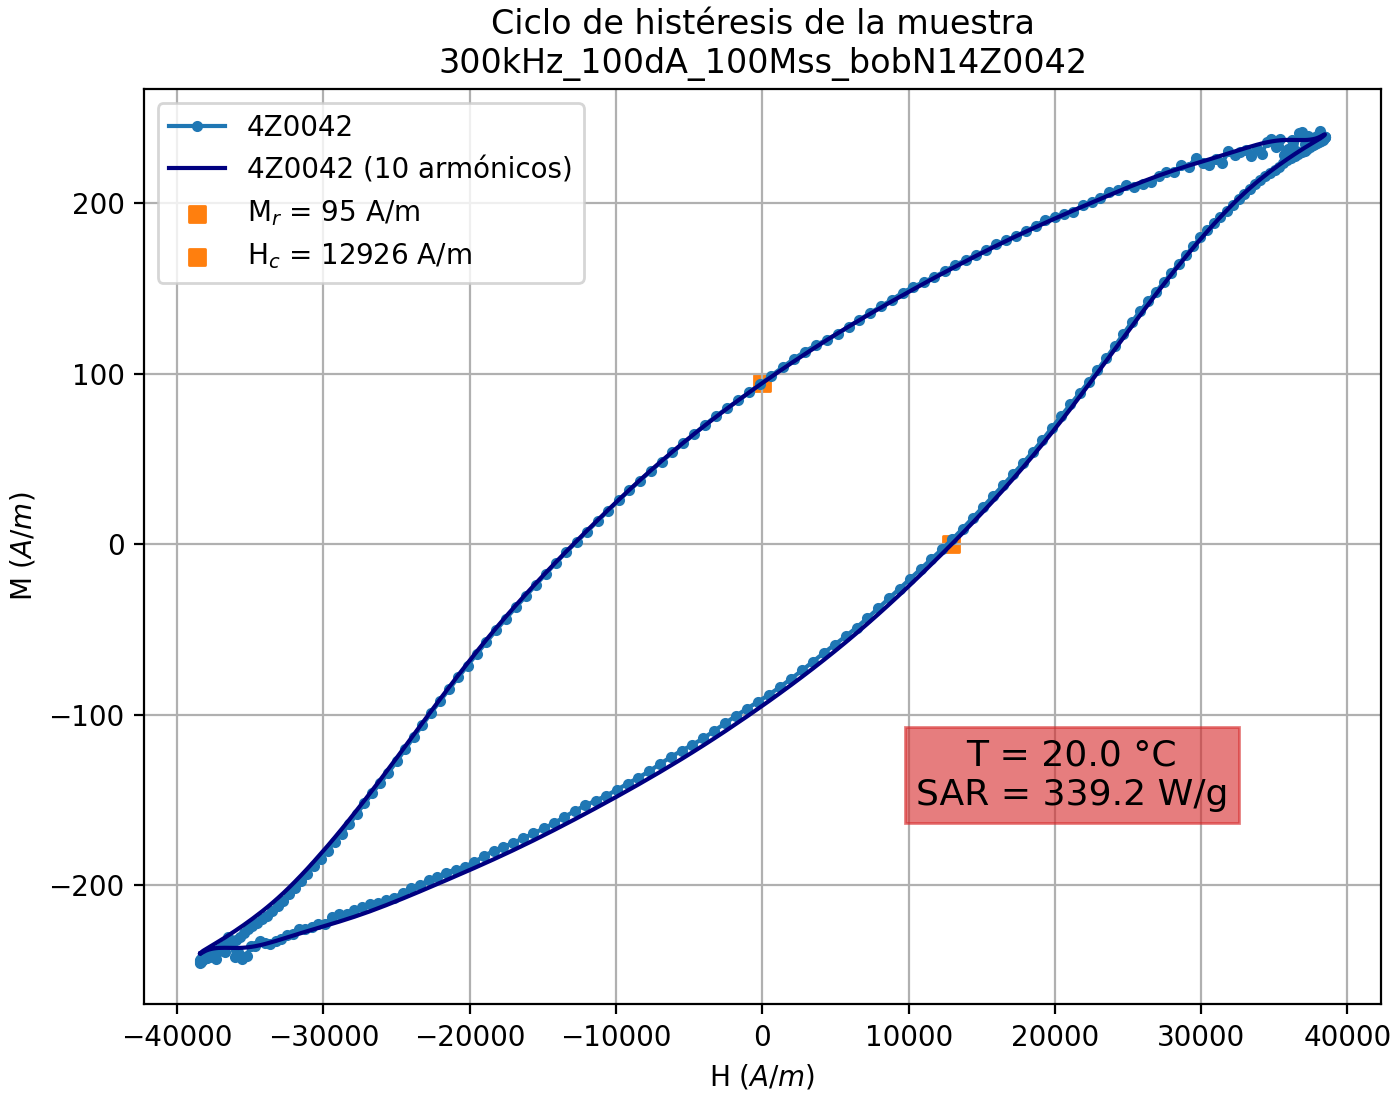 Ciclo de histéresis de la muestra
300kHz_100dA_100Mss_bobN14Z0042
4Z0042
4Z0042 (10 armónicos)
Mᵣ = 95 A/m
H_c = 12926 A/m
200
100
0
−100
−200
M (A/m)
T = 20.0 °C
SAR = 339.2 W/g
−40000 −30000 −20000 −10000 0 10000 20000 30000 40000
H (A/m)